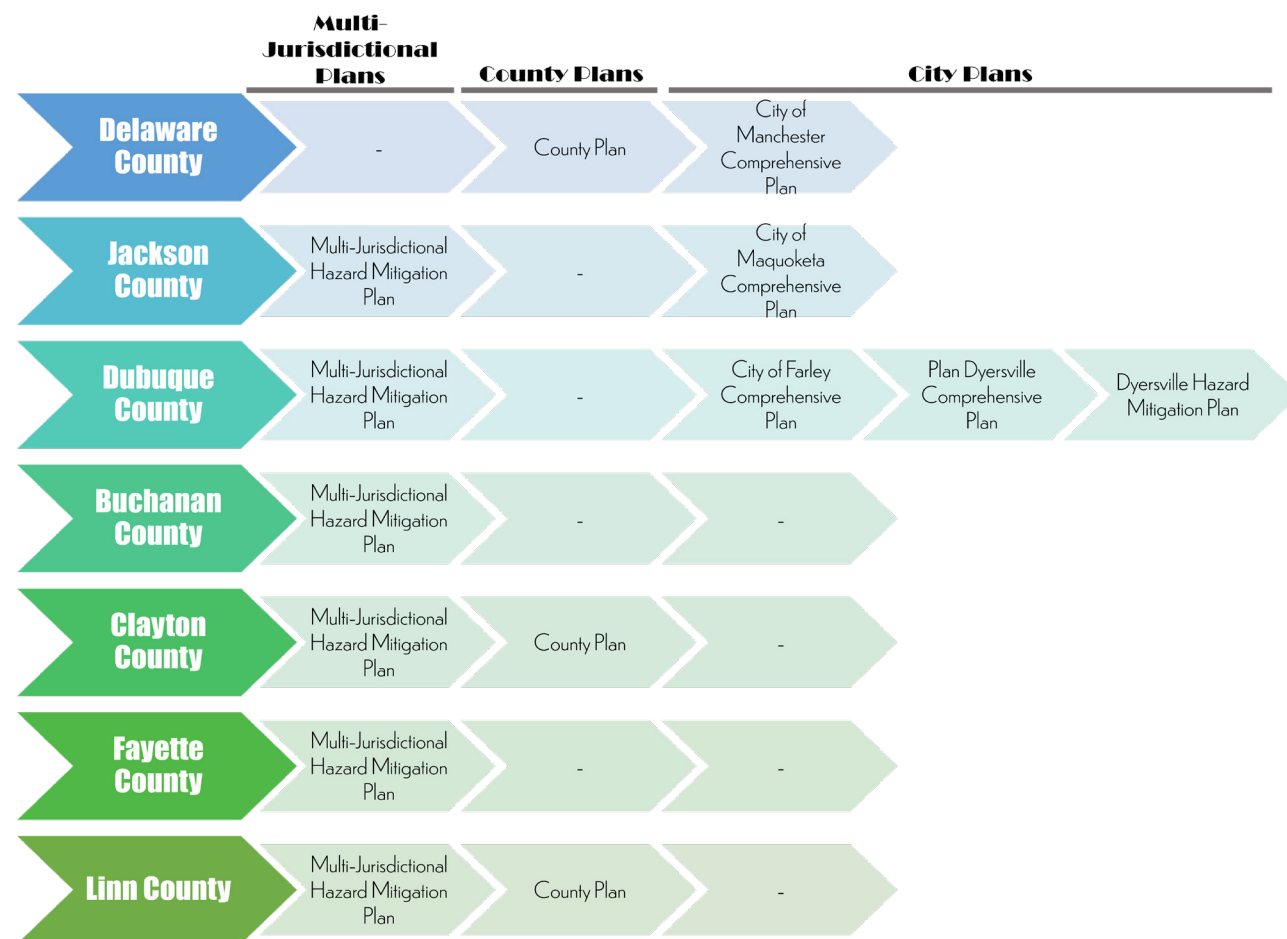 Multi-
Jurisdictional
Plans
County Plans
City Plans
Delaware
County
-
County Plan
City of
Manchester
Comprehensive
Plan
Jackson
County
Multi-Jurisdictional
Hazard Mitigation
Plan
-
City of
Maquoketa
Comprehensive
Plan
Dubuque
County
Multi-Jurisdictional
Hazard Mitigation
Plan
-
City of Farley
Comprehensive
Plan
Plan Dyersville
Comprehensive
Plan
Dyersville Hazard
Mitigation Plan
Buchanan
County
Multi-Jurisdictional
Hazard Mitigation
Plan
-
-
Clayton
County
Multi-Jurisdictional
Hazard Mitigation
Plan
County Plan
-
Fayette
County
Multi-Jurisdictional
Hazard Mitigation
Plan
-
-
Linn County
Multi-Jurisdictional
Hazard Mitigation
Plan
County Plan
-